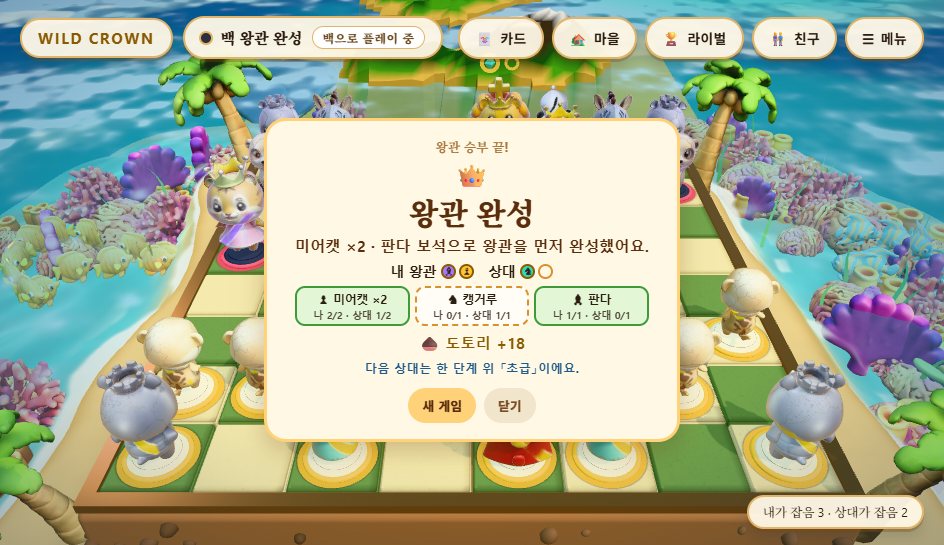 WILD CROWN
백 왕관 완성 백으로 플레이 중
카드
마을
라이벌
친구
☰ 메뉴
왕관 승부 끝!
왕관 완성
미어캣 ×2 · 판다 보석으로 왕관을 먼저 완성했어요.
내 왕관 상대
미어캣 ×2
나 2/2 · 상대 1/2
캥거루
나 0/1 · 상대 1/1
판다
나 1/1 · 상대 0/1
도토리 +18
다음 상대는 한 단계 위 「초급」이에요.
새 게임
닫기
내가 잡음 3 · 상대가 잡음 2